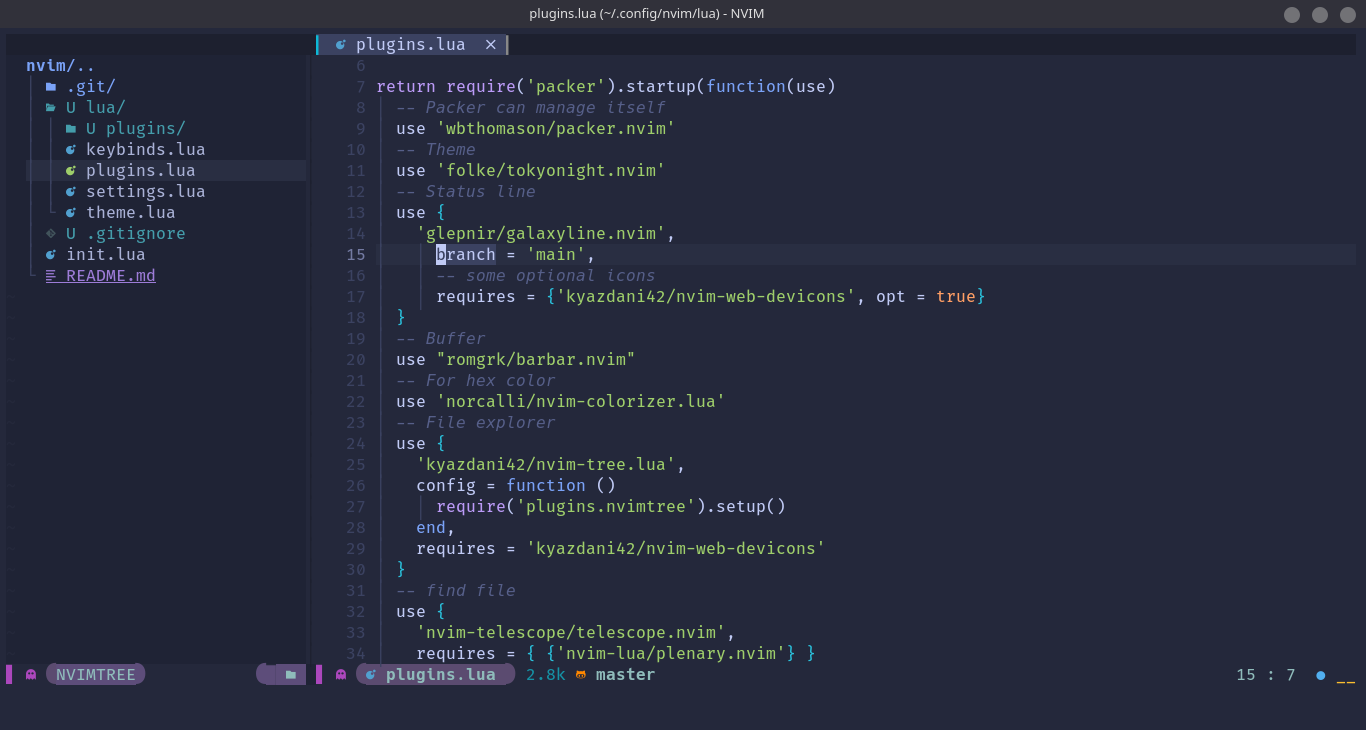 plugins.lua (~/.config/nvim/lua) - NVIM
plugins.lua ×
nvim/..
.git/
U lua/
U plugins/
keybinds.lua
plugins.lua
settings.lua
theme.lua
U .gitignore
init.lua
README.md
6
7 return require('packer').startup(function(use)
8 -- Packer can manage itself
9 use 'wbthomason/packer.nvim'
10 -- Theme
11 use 'folke/tokyonight.nvim'
12 -- Status line
13 use {
14 'glepnir/galaxyline.nvim',
15 branch = 'main',
16 -- some optional icons
17 requires = {'kyazdani42/nvim-web-devicons', opt = true}
18 }
19 -- Buffer
20 use "romgrk/barbar.nvim"
21 -- For hex color
22 use 'norcalli/nvim-colorizer.lua'
23 -- File explorer
24 use {
25 'kyazdani42/nvim-tree.lua',
26 config = function ()
27 require('plugins.nvimtree').setup()
28 end,
29 requires = 'kyazdani42/nvim-web-devicons'
30 }
31 -- find file
32 use {
33 'nvim-telescope/telescope.nvim',
34 requires = { {'nvim-lua/plenary.nvim'} }
NVIMTREE
plugins.lua 2.8k master 15 : 7 __